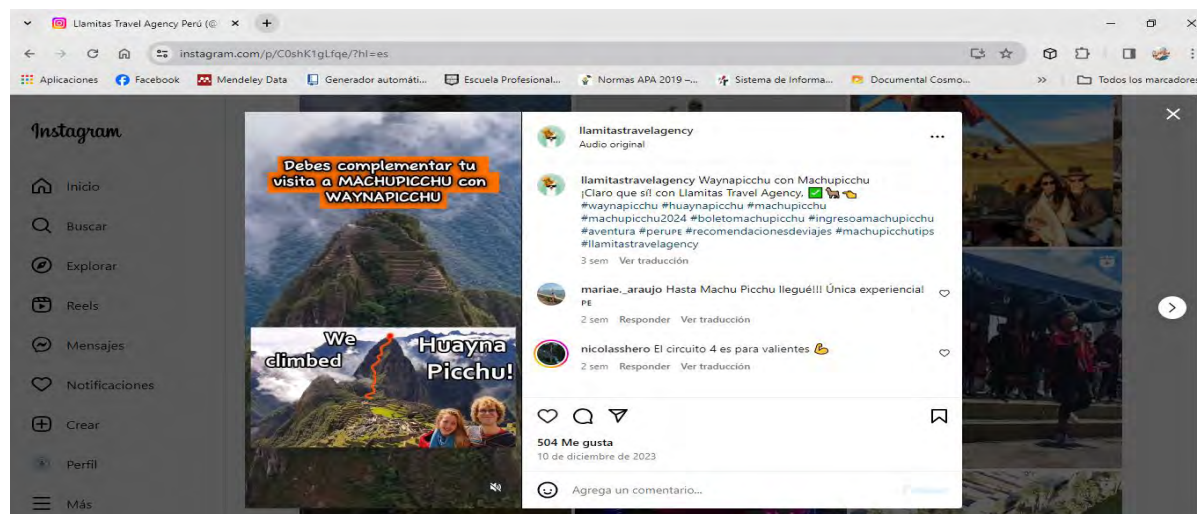 Llamitas Travel Agency Perú (@
instagram.com/p/C0shK1gLfqe/?hl=es
Aplicaciones
Facebook
Mendeley Data
Generador automáti...
Escuela Profesional...
Normas APA 2019 –...
Sistema de Informa...
Documental Cosmo...
»
Todos los marcadores
Instagram
Inicio
Buscar
Explorar
Reels
Mensajes
Notificaciones
Crear
Perfil
Más
Debes complementar tu
visita a MACHUPICCHU con
WAYNAPICCHU
We
climbed
Huayna
Picchu!
llamitastravelagency
Audio original
llamitastravelagency Waynapicchu con Machupicchu
¡Claro que sí! con Llamitas Travel Agency, ✅🦙👈
#waynapicchu #huaynapicchu #machupicchu
#machupicchu2024 #boletomachupicchu #ingresoamachupicchu
#aventura #perupe #recomendacionesdeviajes #machupicchutips
#llamitastravelagency
3 sem Ver traducción
mariae._araujo Hasta Machu Picchu llegué!!! Única experiencia!
PE
2 sem Responder Ver traducción
nicolasshero El circuito 4 es para valientes 💪
2 sem Responder Ver traducción
504 Me gusta
10 de diciembre de 2023
Agrega un comentario...